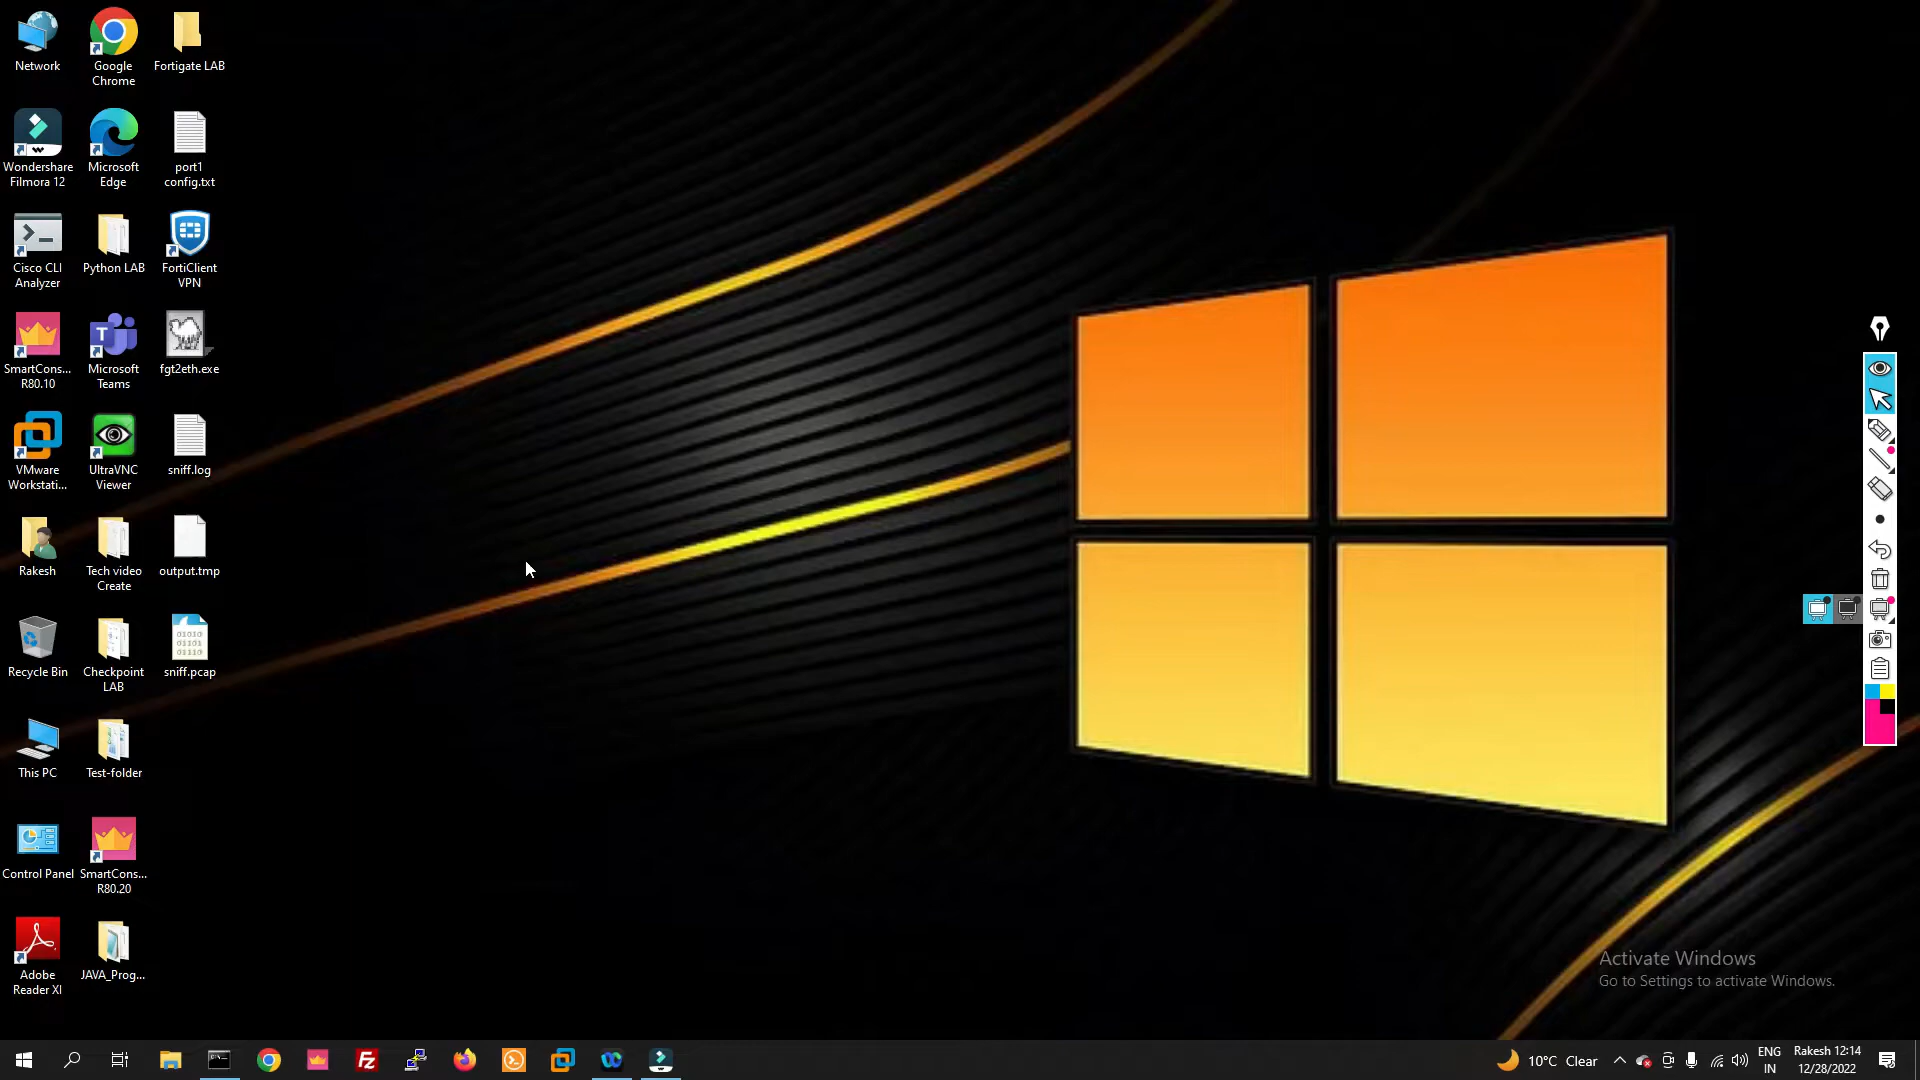 Network
Google
Chrome
Fortigate LAB
Wondershare
Filmora 12
Microsoft
Edge
port1
config.txt
Cisco CLI
Analyzer
Python LAB
FortiClient
VPN
SmartCons...
R80.10
Microsoft
Teams
fgt2eth.exe
VMware
Workstati...
UltraVNC
Viewer
sniff.log
Rakesh
Tech video
Create
output.tmp
Recycle Bin
Checkpoint
LAB
sniff.pcap
This PC
Test-folder
Control Panel
SmartCons...
R80.20
Adobe
Reader XI
JAVA_Prog...
Activate Windows
Go to Settings to activate Windows.
10°C Clear
ENG
IN
Rakesh 12:14
12/28/2022